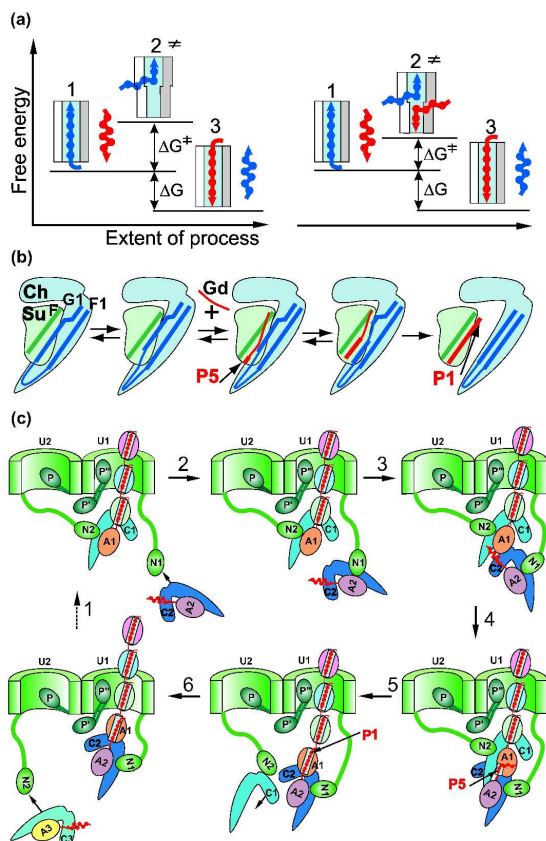 (a)
Free energy
1
2 ≠
3
ΔG‡
ΔG
1
2 ≠
3
ΔG‡
ΔG
Extent of process
(b)
Ch
Su F G1 F1
Gd
+
P5
P1
(c)
U2 U1
P P' P''
N2 A1 C1
N1
C2 A2
2
U2 U1
P P' P''
N2 A1 C1
N1
C2 A2
3
U2 U1
P P' P''
N2 A1 C1
N1
C2 A2
1
4
U2 U1
P P' P''
C2 A1
A2 N1
N2
A3 C3
6
U2 U1
P P' P''
P1
N2 C2 A1
C1 A2 N1
5
U2 U1
P P' P''
N2 C1
C2 A1
P5
A2 N1